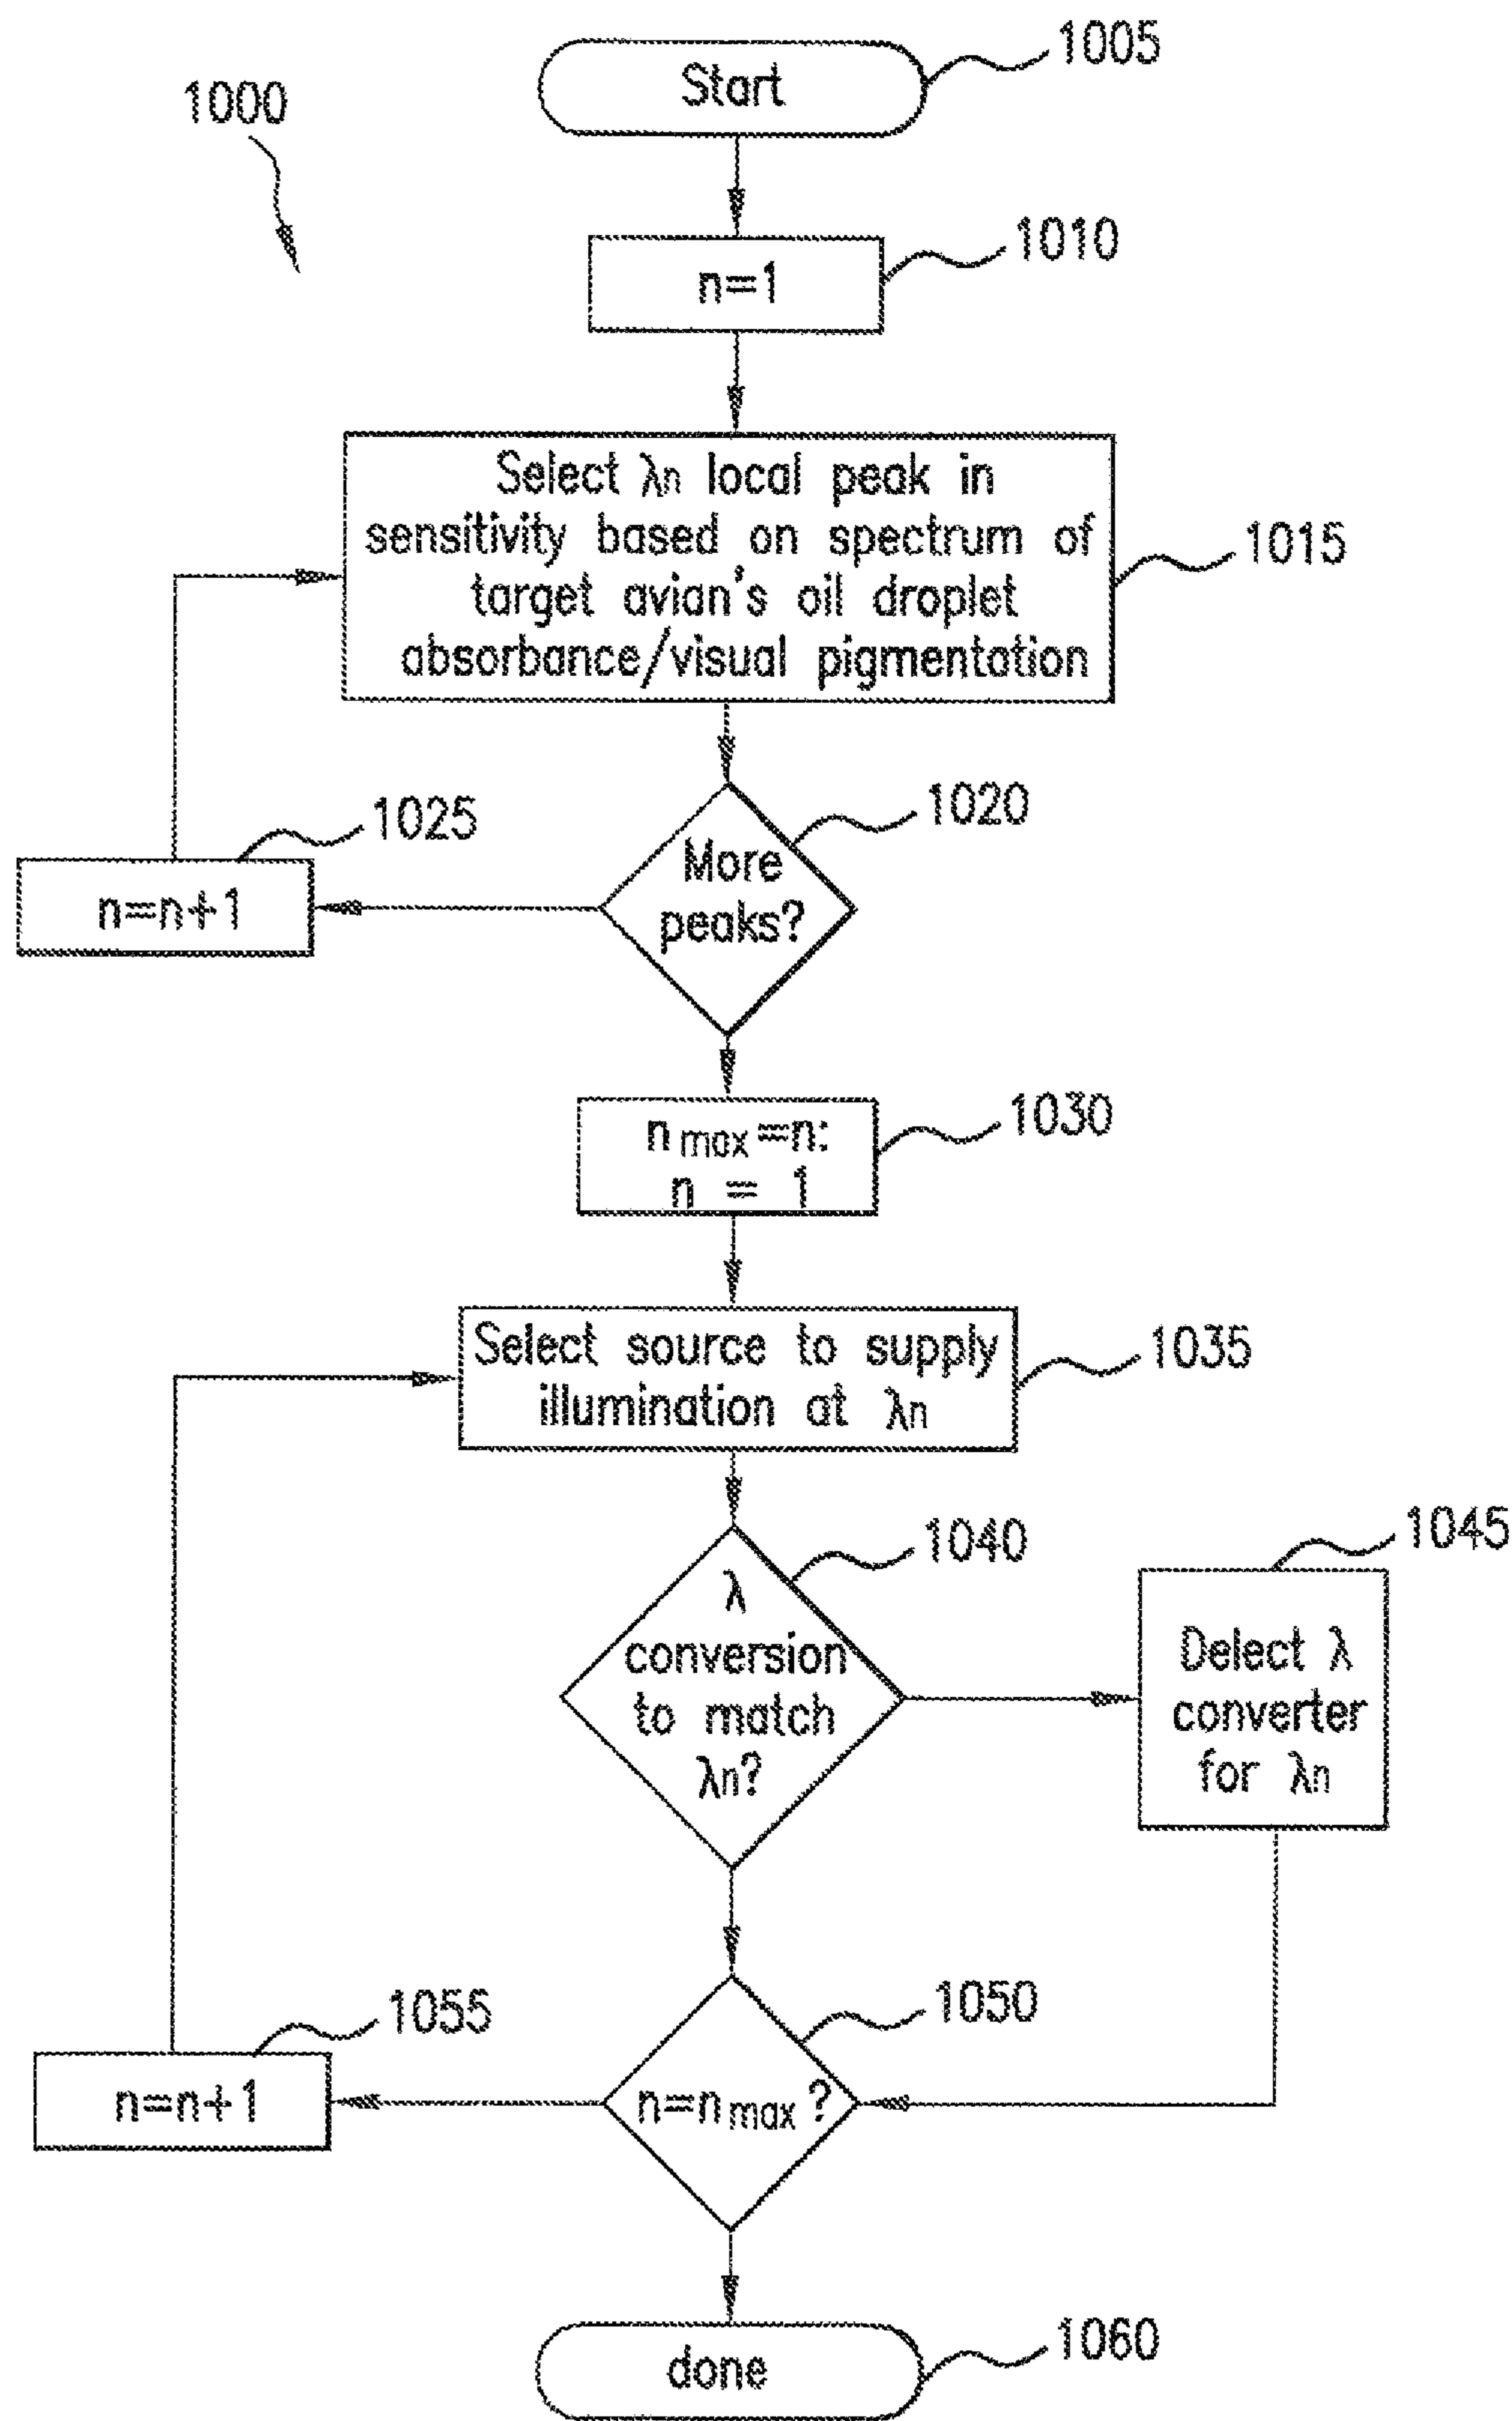 1000
Start
1005
n=1
1010
Select λn local peak in
sensitivity based on spectrum of
target avian's oil droplet
absorbance/visual pigmentation
1015
More
peaks?
1020
n=n+1
1025
n max =n:
n = 1
1030
Select source to supply
illumination at λn
1035
λ
conversion
to match
λn?
1040
Delect λ
converter
for λn
1045
n=n max ?
1050
n=n+1
1055
done
1060